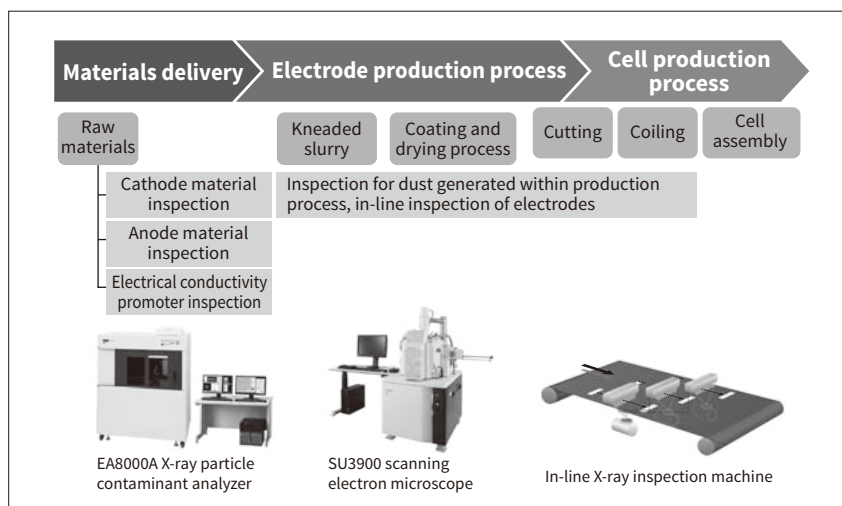 Materials delivery
Electrode production process
Cell production
process
Raw
materials
Kneaded
slurry
Coating and
drying process
Cutting
Coiling
Cell
assembly
Cathode material
inspection
Inspection for dust generated within production
process, in-line inspection of electrodes
Anode material
inspection
Electrical conductivity
promoter inspection
EA8000A X-ray particle
contaminant analyzer
SU3900 scanning
electron microscope
In-line X-ray inspection machine